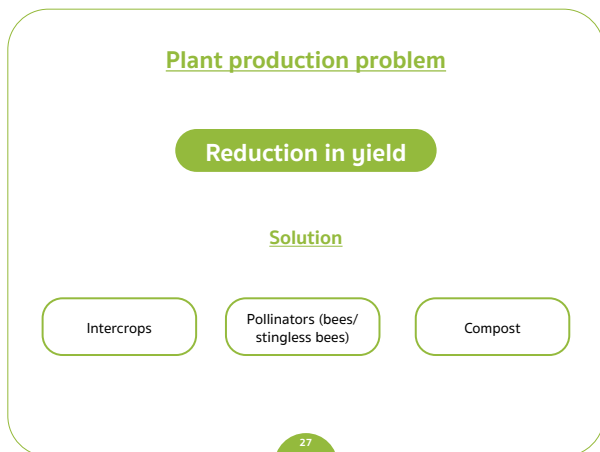 Plant production problem
Reduction in yield
Solution
Intercrops
Pollinators (bees/
stingless bees)
Compost
27